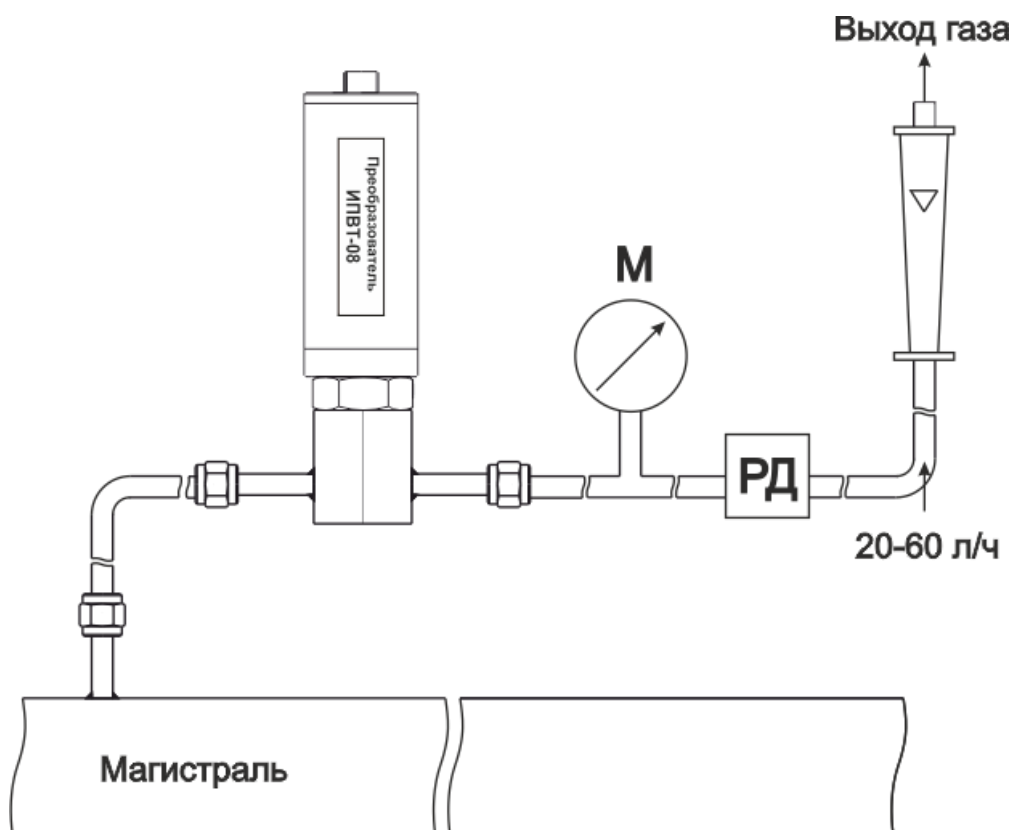 Выход газа
Преобразователь
ИПВТ-08
М
РД
20-60 л/ч
Магистраль